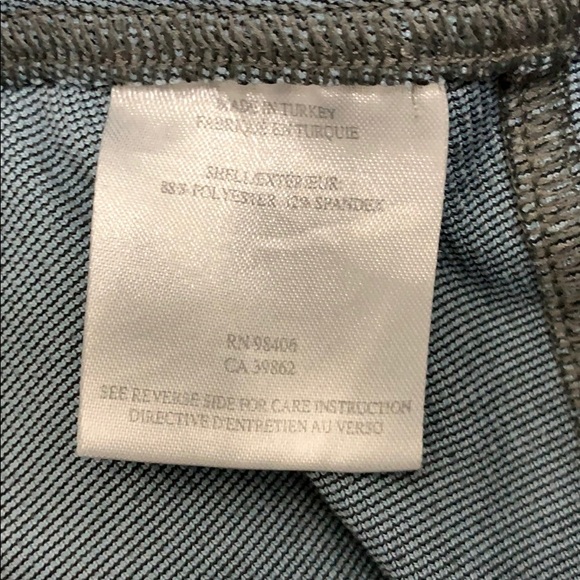 MADE IN TURKEY
FABRIQUE EN TURQUIE
SHELL/EXTÉRIEUR:
88% POLYESTER 12% SPANDEX
RN 98406
CA 39862
SEE REVERSE SIDE FOR CARE INSTRUCTION
DIRECTIVE D'ENTRETIEN AU VERSO